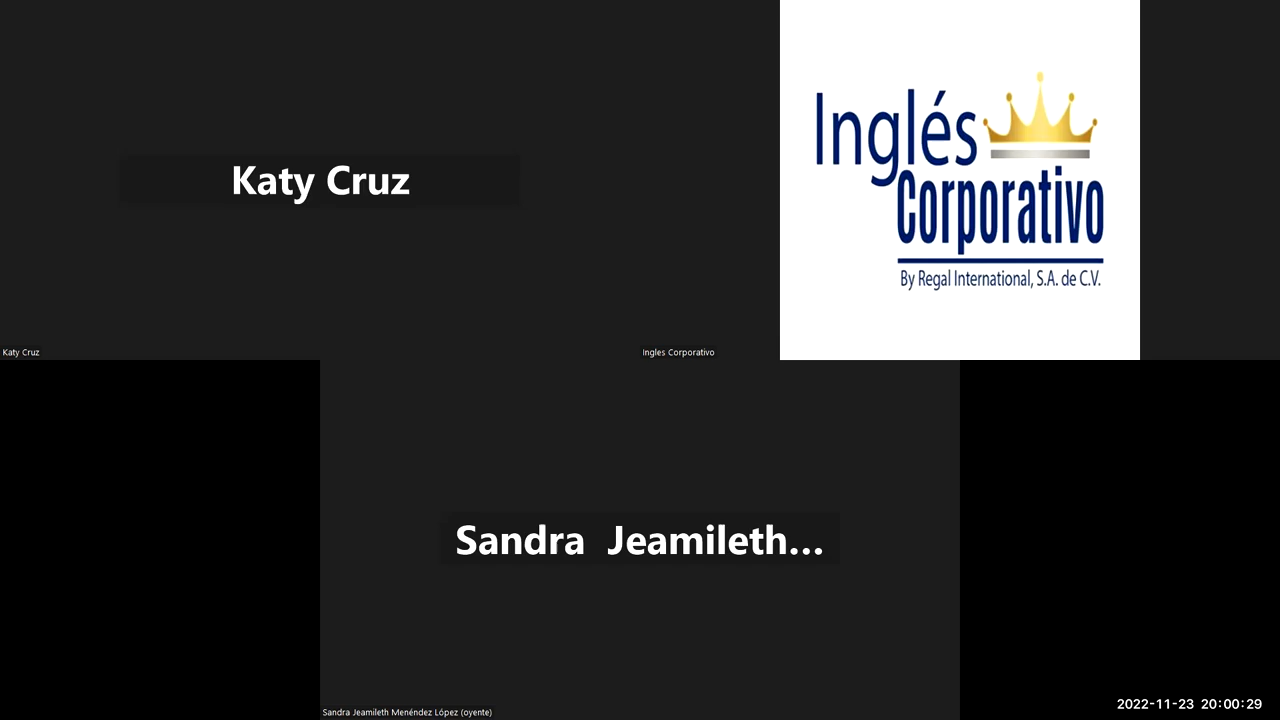 Katy Cruz
Katy Cruz
Inglés
Corporativo
By Regal International, S.A. de C.V.
Ingles Corporativo
Sandra Jeamileth...
Sandra Jeamileth Menéndez López (oyente)
2022-11-23 20:00:29